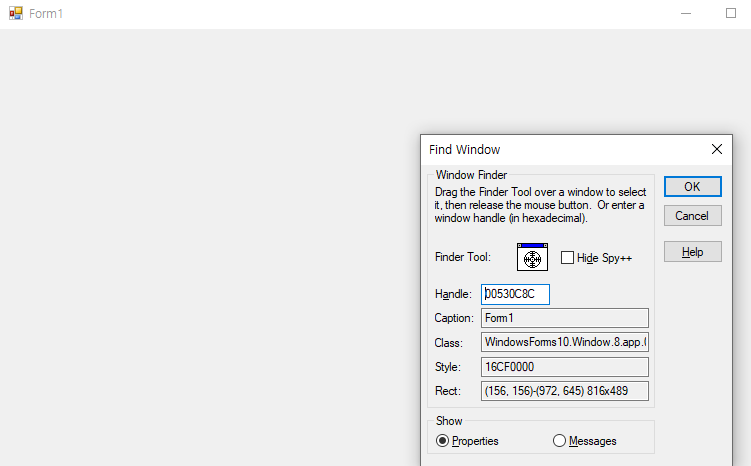 Form1
Find Window
Window Finder
Drag the Finder Tool over a window to select
it, then release the mouse button. Or enter a
window handle (in hexadecimal).
Finder Tool:
Hide Spy++
Handle: 00530C8C
Caption: Form1
Class: WindowsForms10.Window.8.app.0
Style: 16CF0000
Rect: (156, 156)-(972, 645) 816x489
Show
Properties
Messages
OK
Cancel
Help